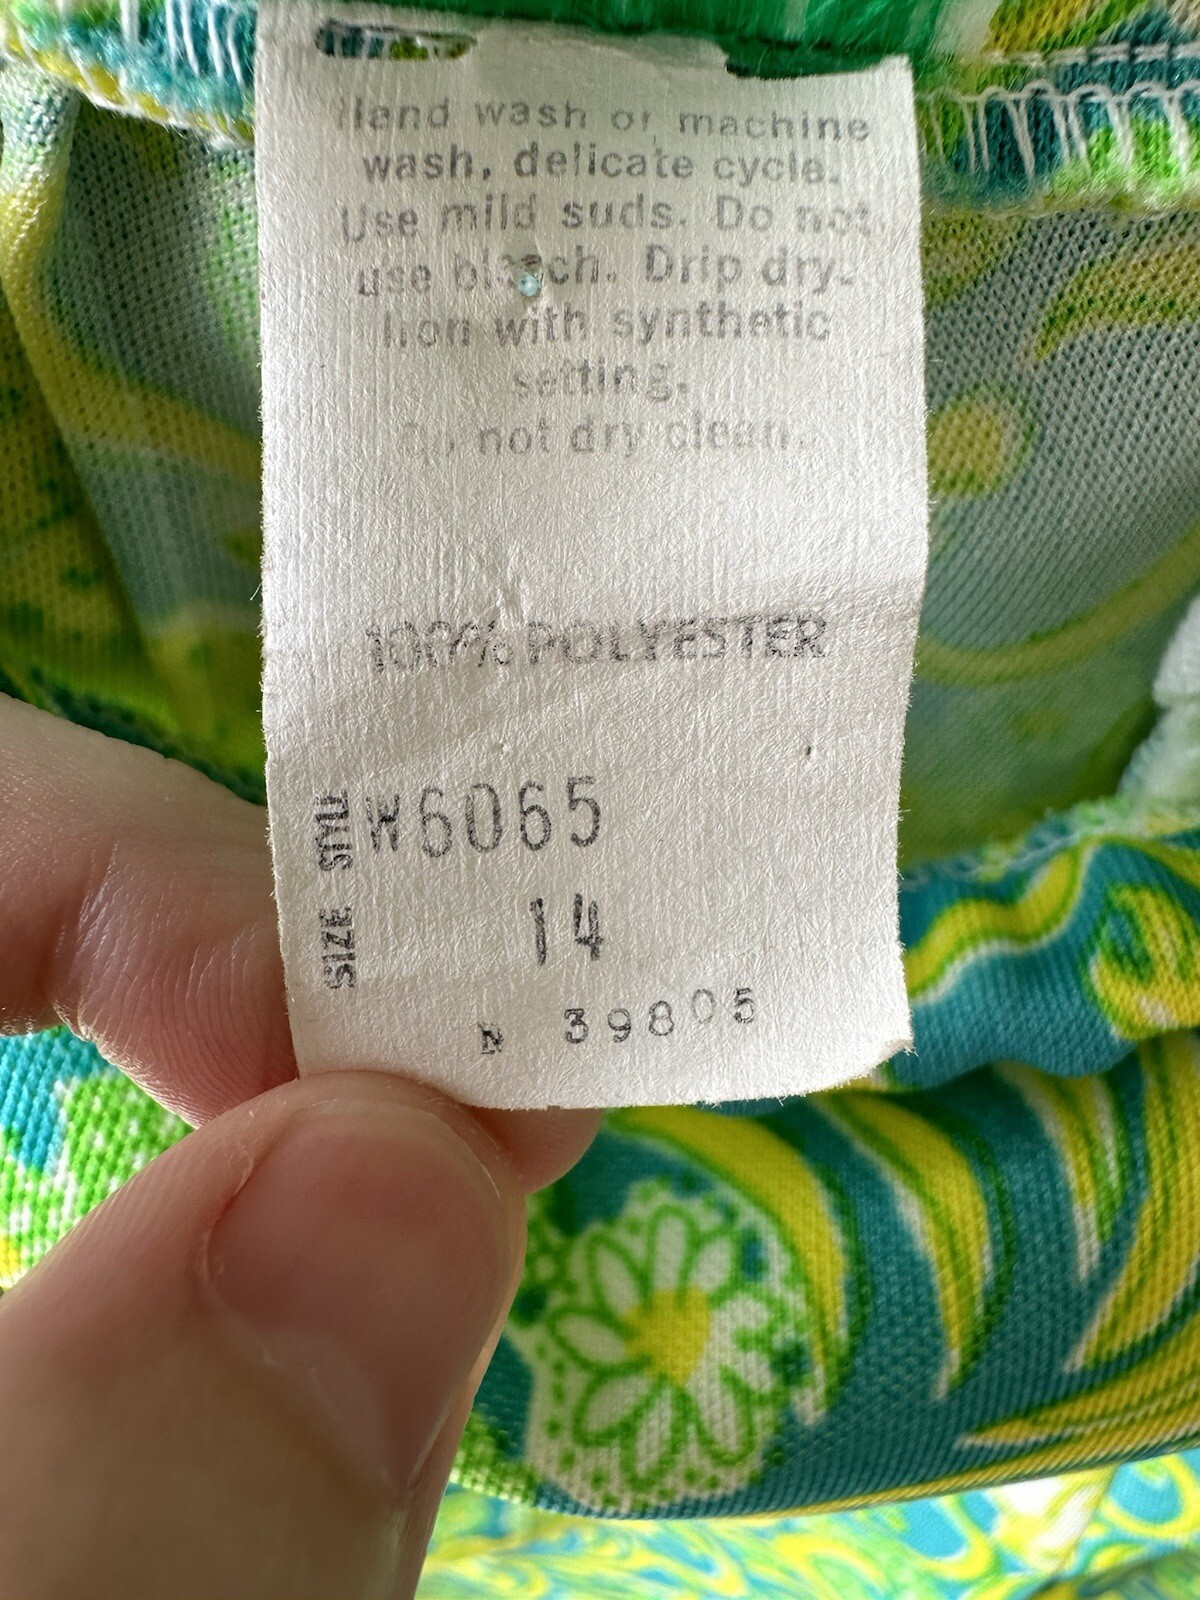 Hand wash or machine
wash, delicate cycle.
Use mild suds. Do not
use bleach. Drip dry.
Iron with synthetic
setting.
Do not dry clean.
100% POLYESTER
STYLE W6065
SIZE 14
N 39805